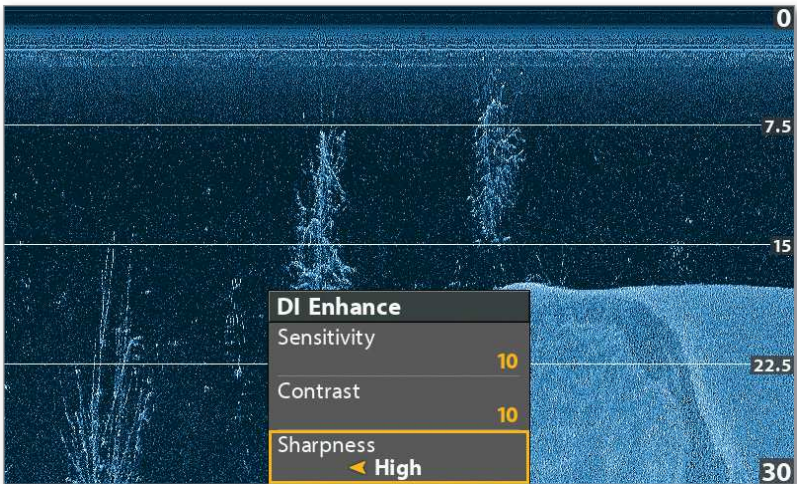 0
7.5
15
DI Enhance
Sensitivity
10
22.5
Contrast
10
Sharpness
High
30